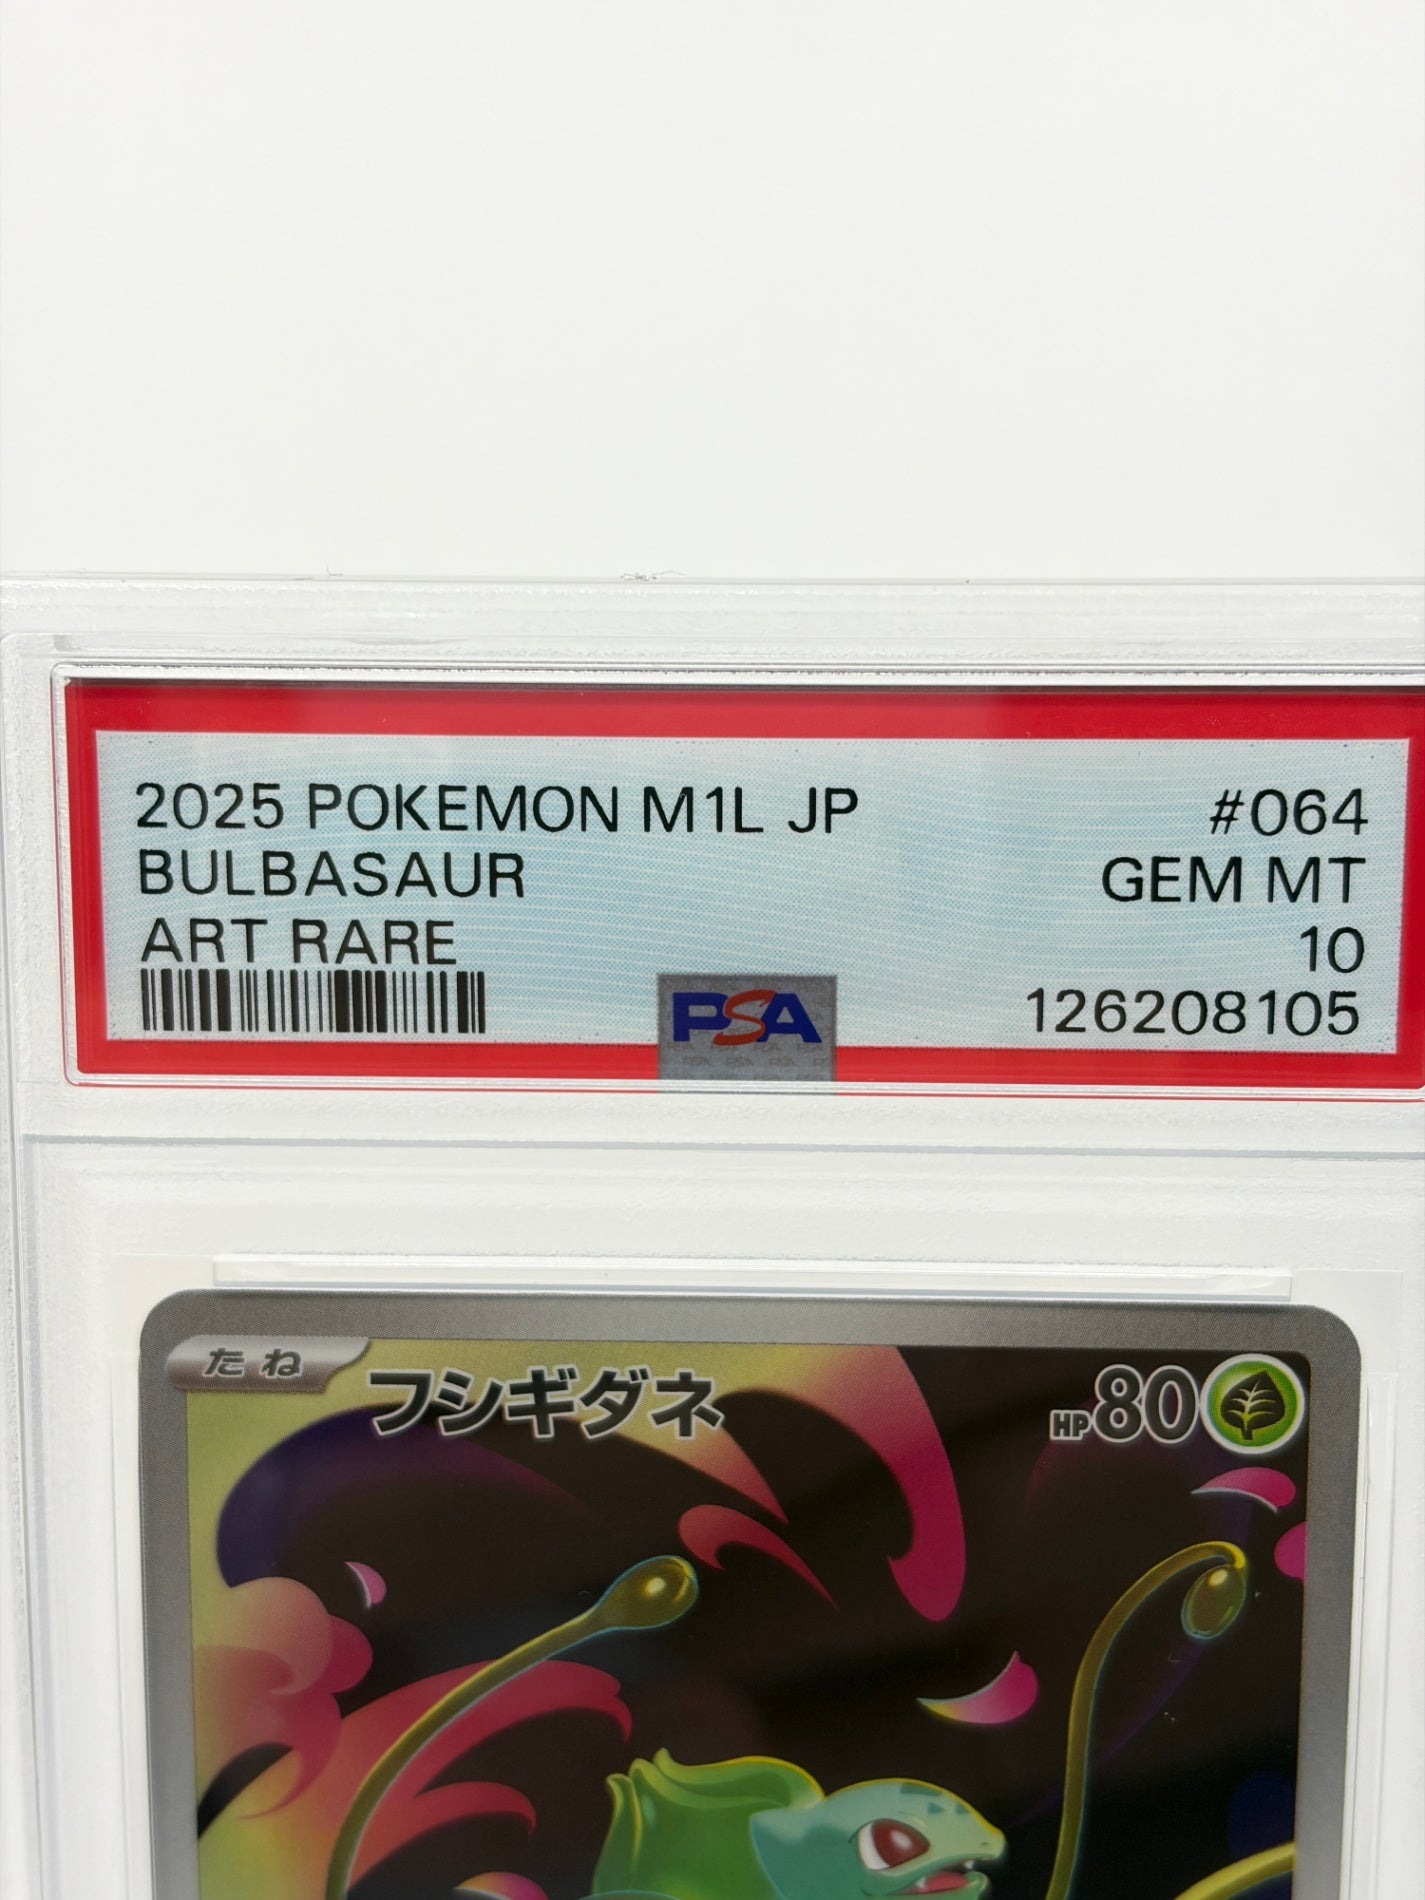 2025 POKEMON M1L JP #064
BULBASAUR GEM MT
ART RARE 10
PSA 126208105
たね フシギダネ HP80